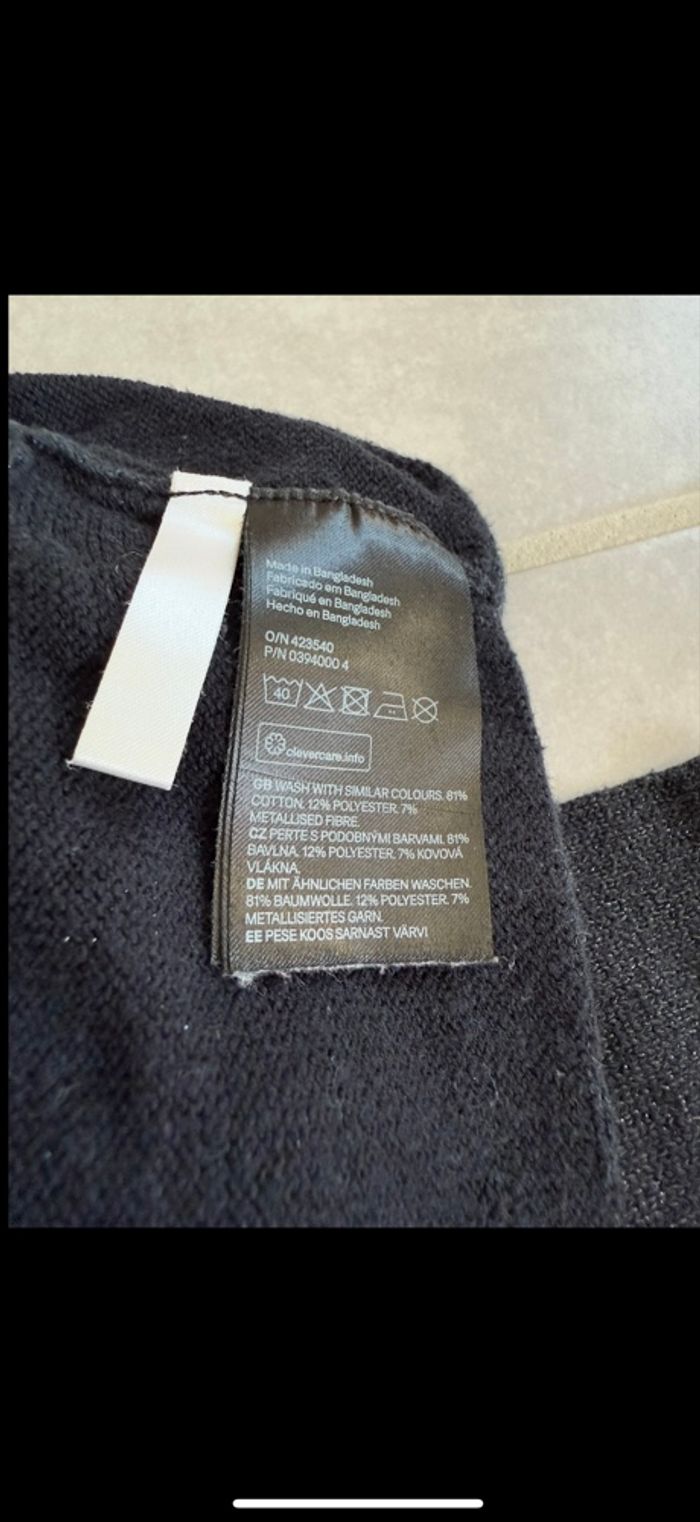 Made in Bangladesh
Fabricado em Bangladesh
Fabriqué en Bangladesh
Hecho en Bangladesh
O/N 423540
P/N 0394000 4
40
clevercare.info
GB WASH WITH SIMILAR COLOURS. 81%
COTTON. 12% POLYESTER. 7%
METALLISED FIBRE.
CZ PERTE S PODOBNÝMI BARVAMI. 81%
BAVLNA. 12% POLYESTER. 7% KOVOVÁ
VLÁKNA.
DE MIT ÄHNLICHEN FARBEN WASCHEN.
81% BAUMWOLLE. 12% POLYESTER. 7%
METALLISIERTES GARN.
EE PESE KOOS SARNAST VÄRVI